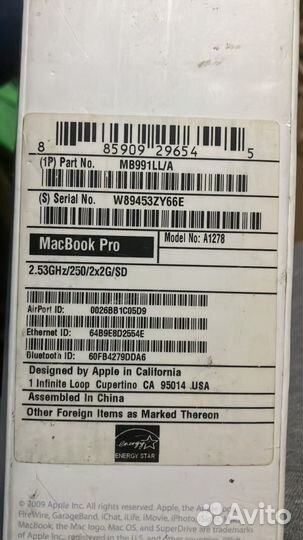 8 85909 29654 5
(1P) Part No. MB991LL/A
(S) Serial No. W89453ZY66E
MacBook Pro Model No: A1278
2.53GHz/250/2x2G/SD
AirPort ID: 0026BB1C05D9
Ethernet ID: 64B9E8D2554E
Bluetooth ID: 60FB4279DDA6
Designed by Apple in California
1 Infinite Loop Cupertino CA 95014 USA
Assembled in China
Other Foreign Items as Marked Thereon
energy
ENERGY STAR
© 2009 Apple Inc. All rights reserved. Apple, the
FireWire, GarageBand, iChat, iLife, iMovie, iPhoto,
MacBook, the Mac logo, Mac OS, and SuperDrive are trademarks
of Apple Inc., registered in the U.S. and other countries
Avito